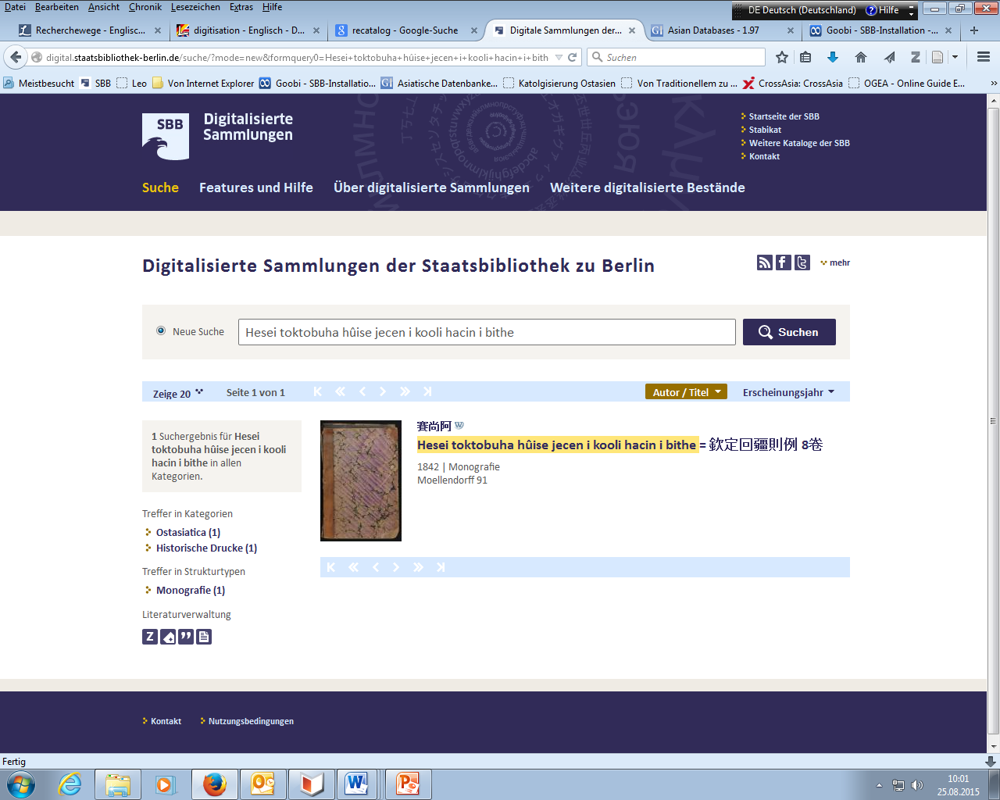 Datei Bearbeiten Ansicht Chronik Lesezeichen Extras Hilfe
DE Deutsch (Deutschland) Hilfe
Recherchewege - Englisc... digitisation - Englisch - D... recatalog - Google-Suche Digitale Sammlungen der... Asian Databases - 1.97 Goobi - SBB-Installation -...
digital.staatsbibliothek-berlin.de/suche/?mode=new&formquery0=Hesei+toktobuha+hûise+jecen+i+kooli+hacin+i+bith
Suchen
Meistbesucht SBB Leo Von Internet Explorer Goobi - SBB-Installatio... Asiatische Datenbanke... Katolgisierung Ostasien Von Traditionellem zu ... CrossAsia: CrossAsia OGEA - Online Guide E... »
SBB
Digitalisierte
Sammlungen
Startseite der SBB
Stabikat
Weitere Kataloge der SBB
Kontakt
Suche Features und Hilfe Über digitalisierte Sammlungen Weitere digitalisierte Bestände
Digitalisierte Sammlungen der Staatsbibliothek zu Berlin
mehr
Neue Suche
Hesei toktobuha hûise jecen i kooli hacin i bithe
Suchen
Zeige 20 Seite 1 von 1
Autor / Titel Erscheinungsjahr
1 Suchergebnis für Hesei
toktobuha hûise jecen i kooli
hacin i bithe in allen
Kategorien.
賽尚阿 W
Hesei toktobuha hûise jecen i kooli hacin i bithe = 欽定回疆則例 8卷
1842 | Monografie
Moellendorff 91
Treffer in Kategorien
Ostasiatica (1)
Historische Drucke (1)
Treffer in Strukturtypen
Monografie (1)
Literaturverwaltung
Kontakt Nutzungsbedingungen
Fertig
10:01
25.08.2015